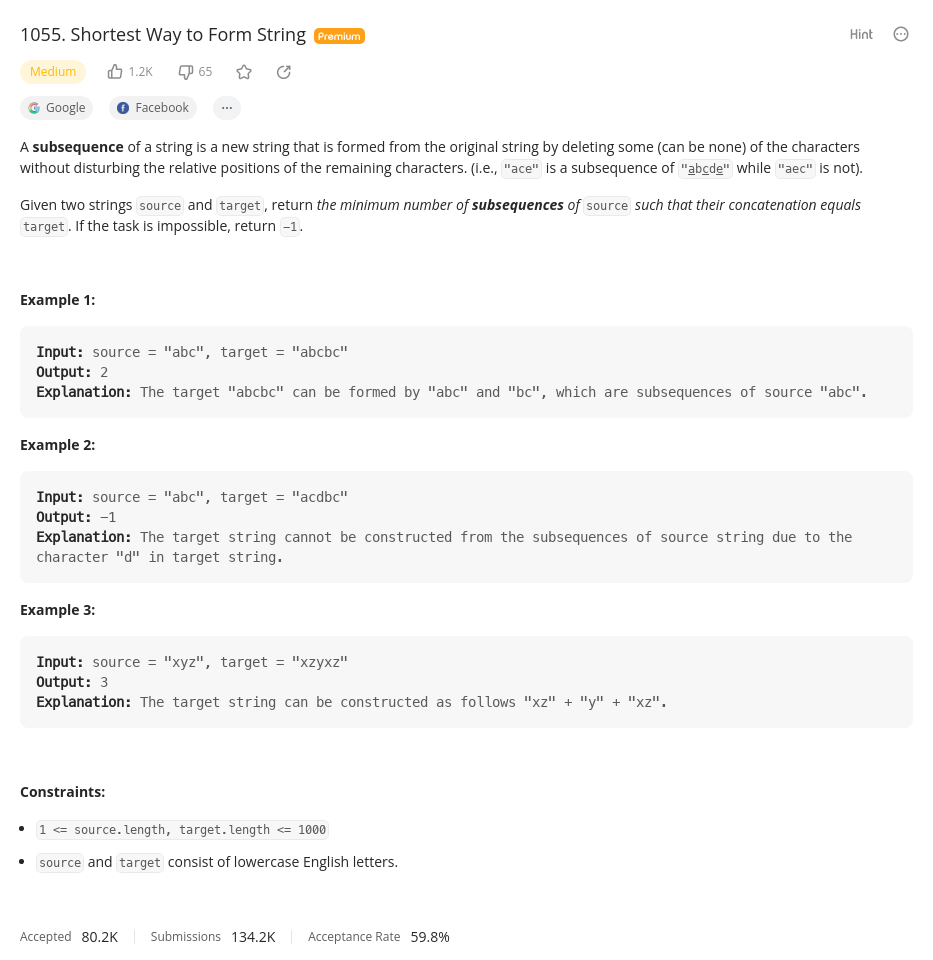 1055. Shortest Way to Form String Premium Hint
Medium 1.2K 65
Google Facebook ...
A subsequence of a string is a new string that is formed from the original string by deleting some (can be none) of the characters
without disturbing the relative positions of the remaining characters. (i.e., "ace" is a subsequence of "abcde" while "aec" is not).
Given two strings source and target, return the minimum number of subsequences of source such that their concatenation equals
target. If the task is impossible, return -1.
Example 1:
Input: source = "abc", target = "abcbc"
Output: 2
Explanation: The target "abcbc" can be formed by "abc" and "bc", which are subsequences of source "abc".
Example 2:
Input: source = "abc", target = "acdbc"
Output: -1
Explanation: The target string cannot be constructed from the subsequences of source string due to the
character "d" in target string.
Example 3:
Input: source = "xyz", target = "xzyxz"
Output: 3
Explanation: The target string can be constructed as follows "xz" + "y" + "xz".
Constraints:
• 1 <= source.length, target.length <= 1000
• source and target consist of lowercase English letters.
Accepted 80.2K Submissions 134.2K Acceptance Rate 59.8%